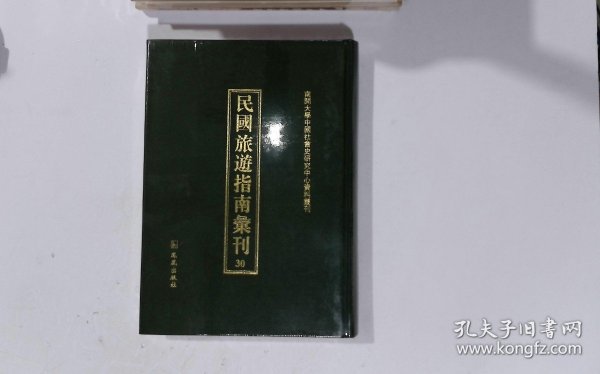 南開大學中國社會史研究中心資料叢刊
民國旅遊指南彙刊
30
鳳凰出版社
孔夫子旧书网
www.kongfz.com